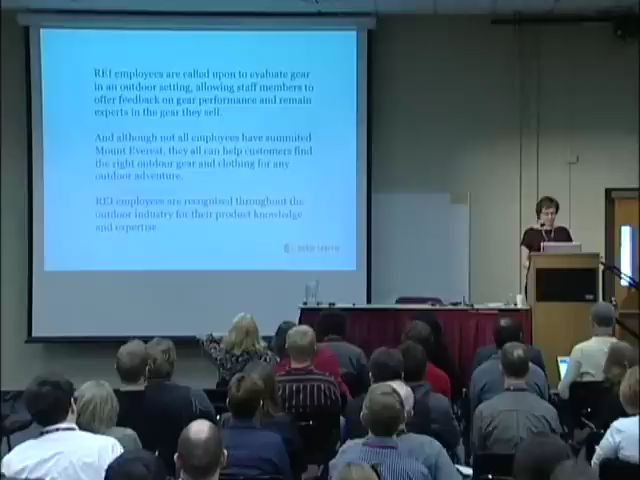 REI employees are called upon to evaluate gear
in an outdoor setting, allowing staff members to
offer feedback on gear performance and remain
experts in the gear they sell.
And although not all employees have summited
Mount Everest, they all can help customers find
the right outdoor gear and clothing for any
outdoor adventure.
REI employees are recognized throughout the
outdoor industry for their product knowledge
and expertise.